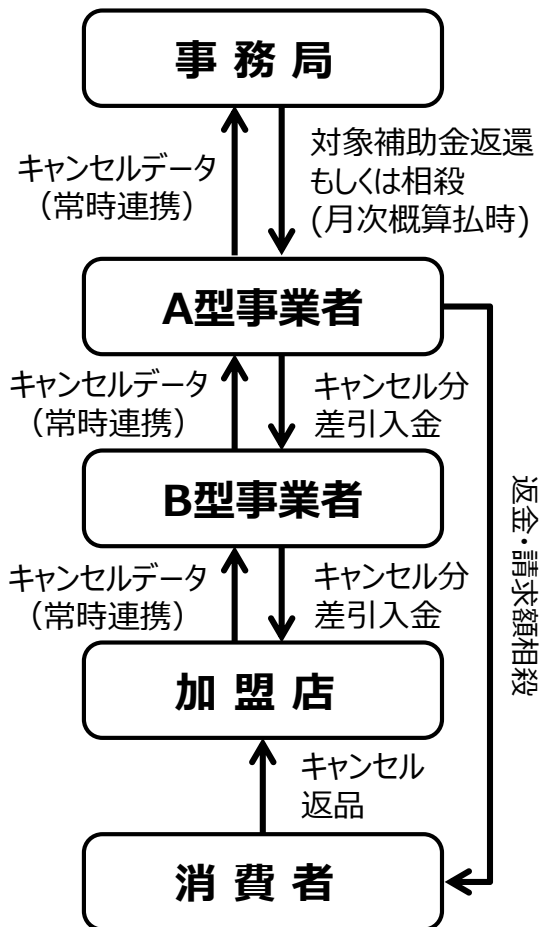 事 務 局
キャンセルデータ
（常時連携）
対象補助金返還
もしくは相殺
(月次概算払時)
A型事業者
キャンセルデータ
（常時連携）
キャンセル分
差引入金
B型事業者
キャンセルデータ
（常時連携）
キャンセル分
差引入金
返金・請求額相殺
加 盟 店
キャンセル
返品
消 費 者